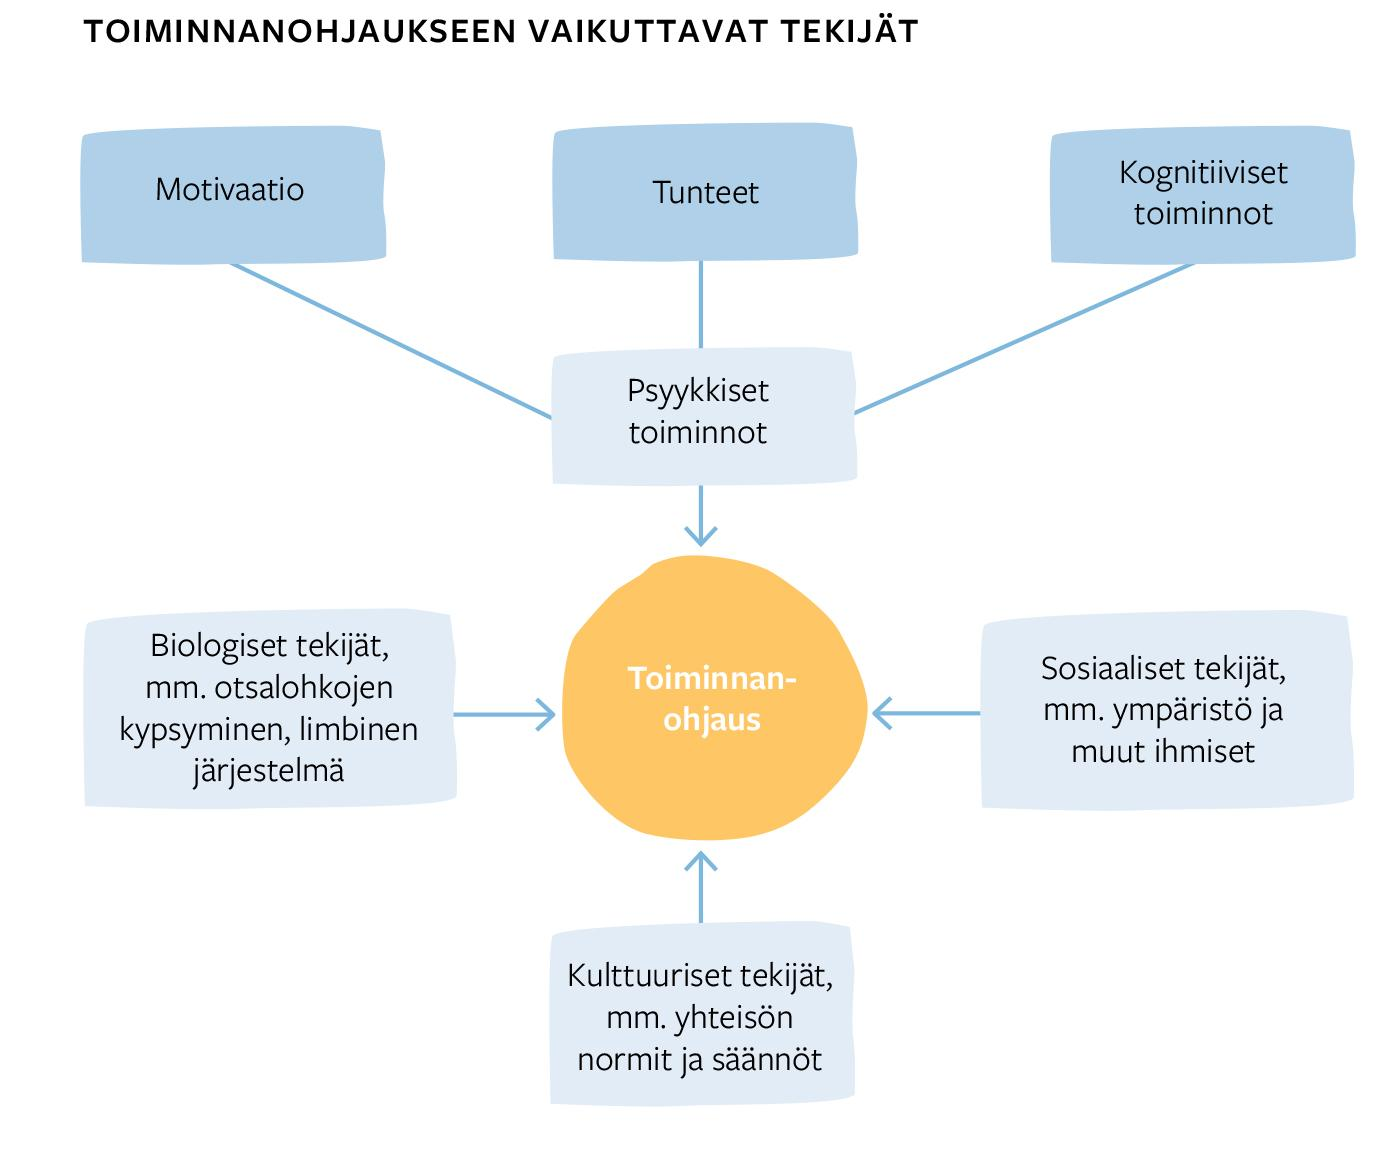 TOIMINNANOHJAUKSEEN VAIKUTTAVAT TEKIJÄT
Motivaatio
Tunteet
Kognitiiviset
toiminnot
Psyykkiset
toiminnot
Biologiset tekijät,
mm. otsalohkojen
kypsyminen, limbinen
järjestelmä
Toiminnan-
ohjaus
Sosiaaliset tekijät,
mm. ympäristö ja
muut ihmiset
Kulttuuriset tekijät,
mm. yhteisön
normit ja säännöt